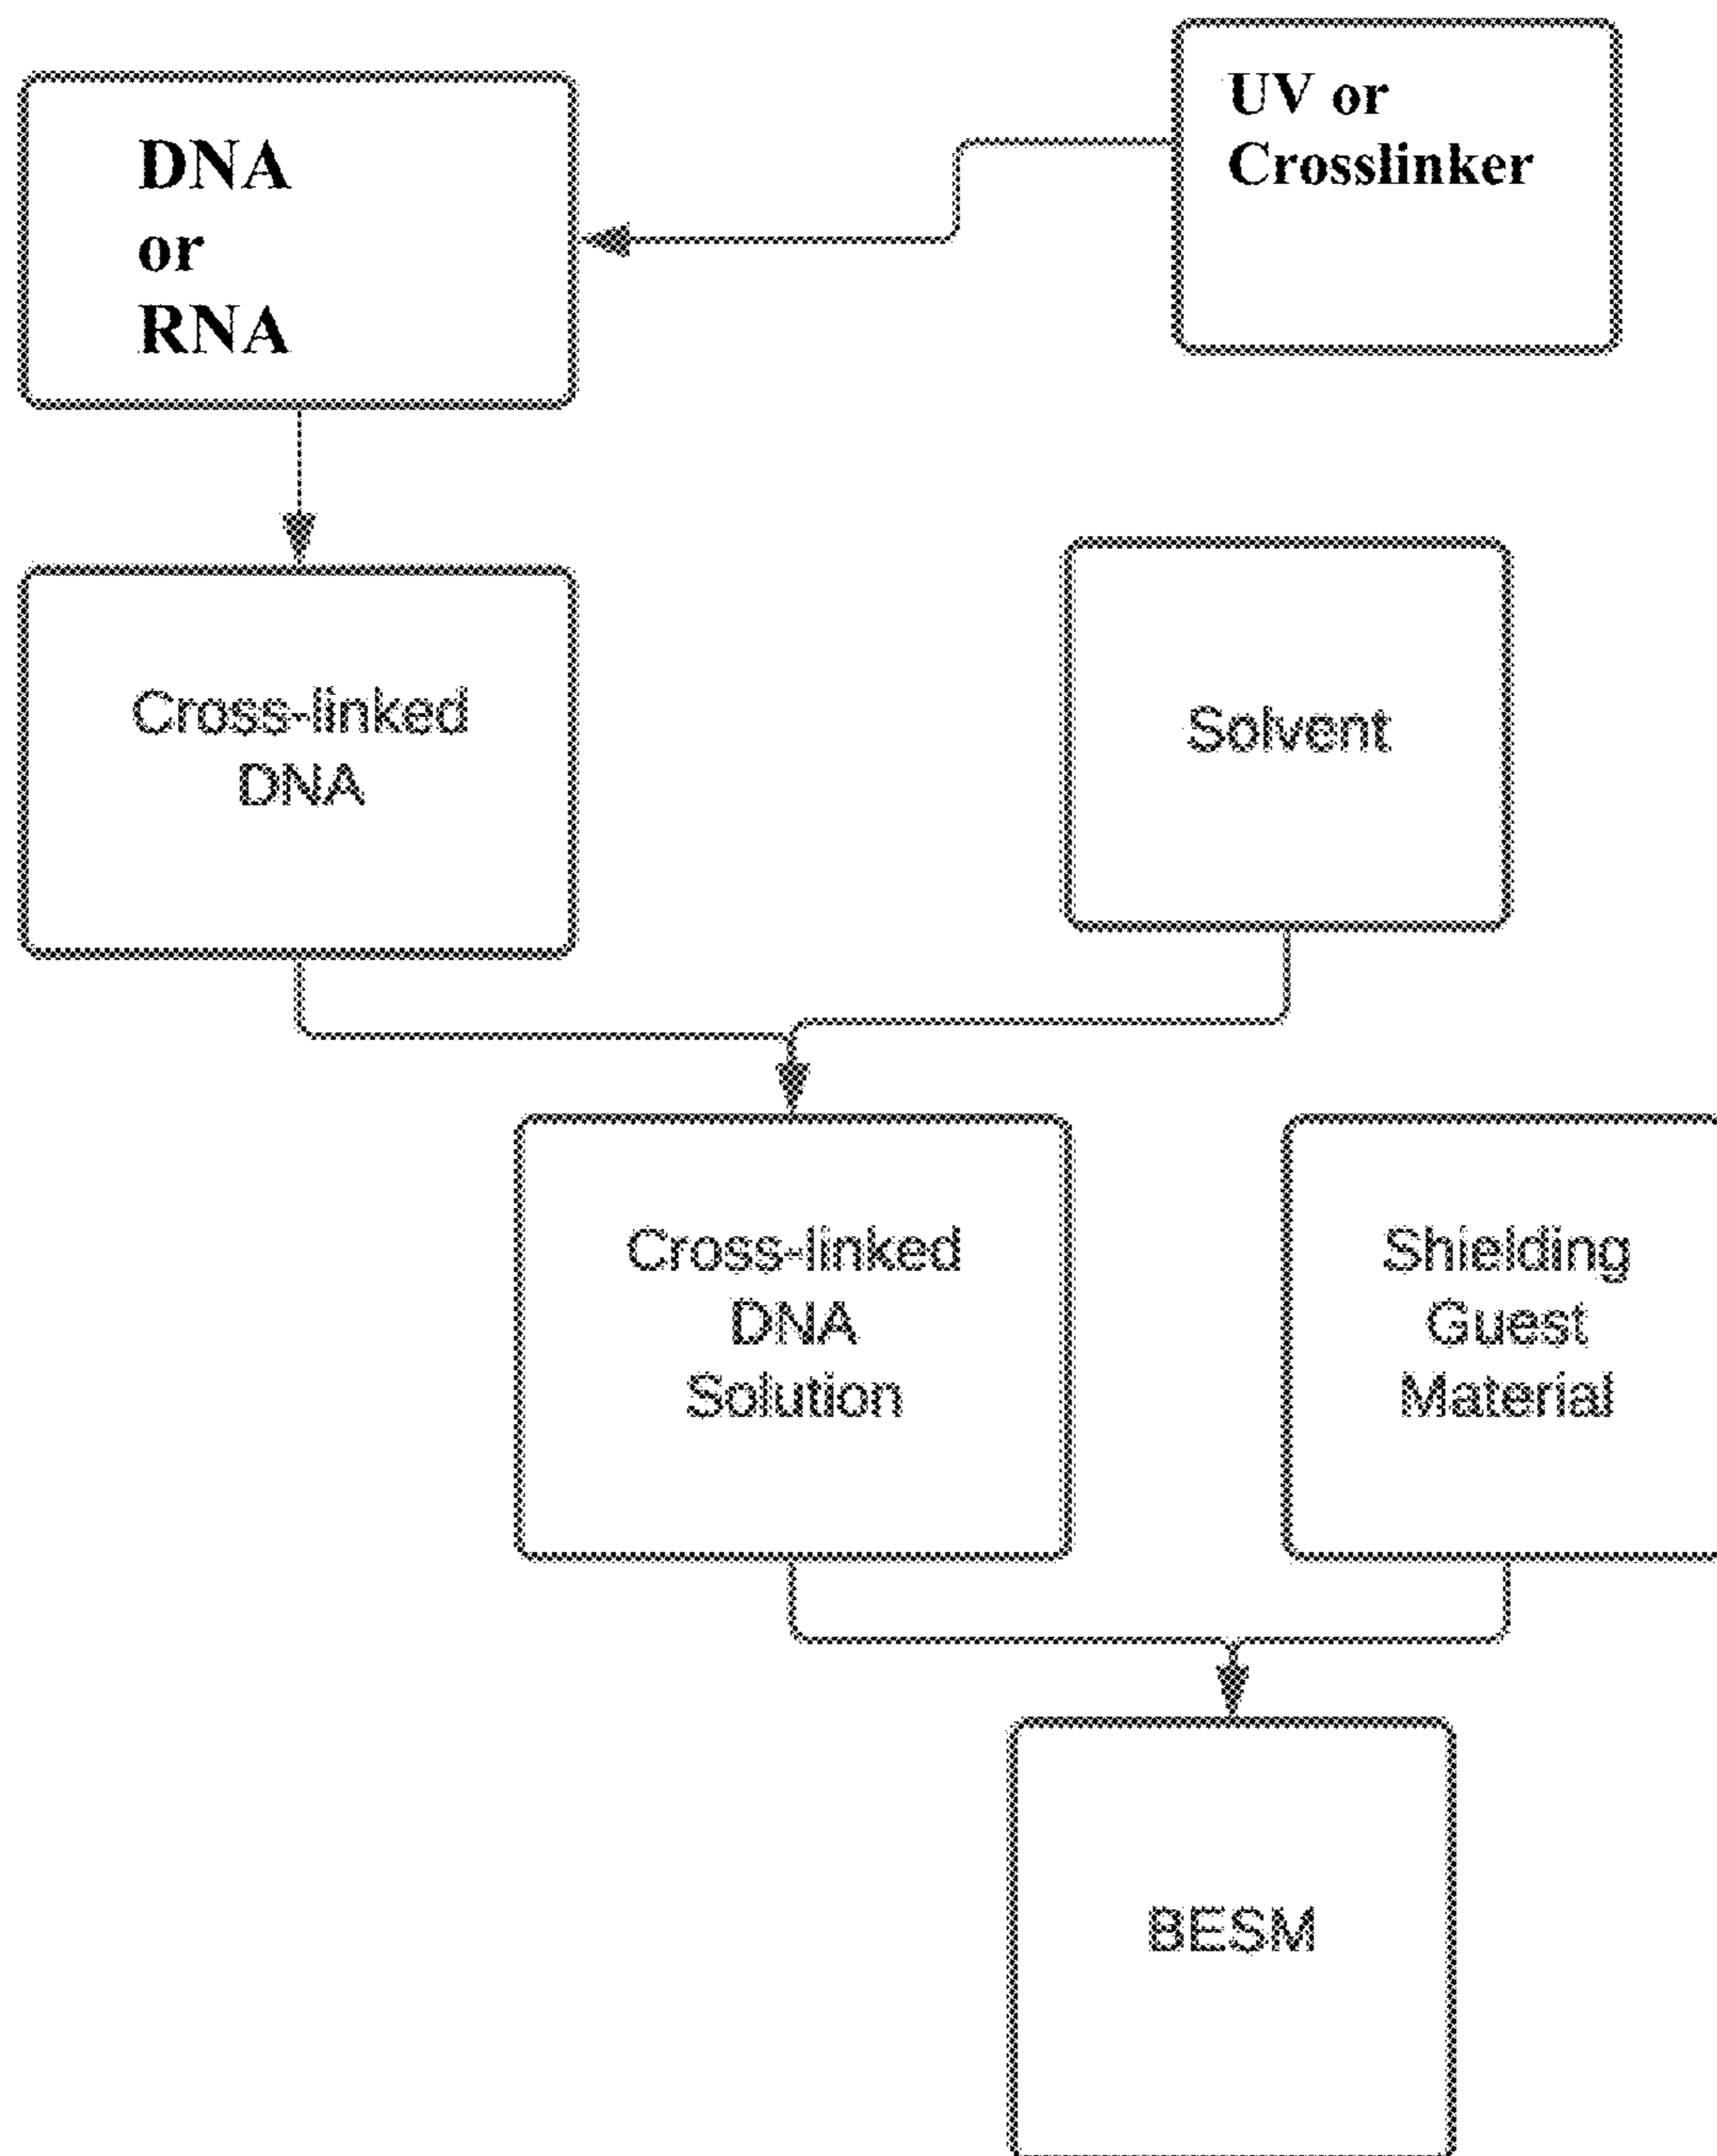 DNA
or
RNA
UV or
Crosslinker
Cross-linked
DNA
Solvent
Cross-linked
DNA
Solution
Shielding
Guest
Material
BESM